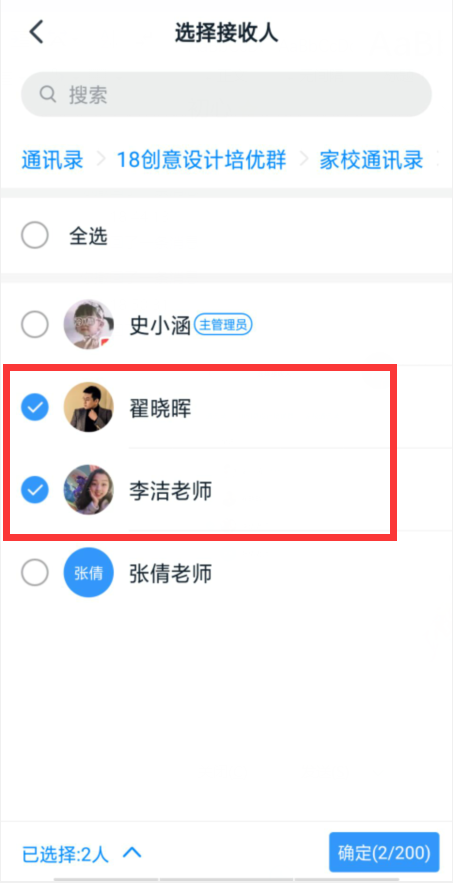 选择接收人
搜索
通讯录 > 18创意设计培优群 > 家校通讯录
全选
史小涵 主管理员
翟晓晖
李洁老师
张倩 张倩老师
已选择:2人 确定(2/200)